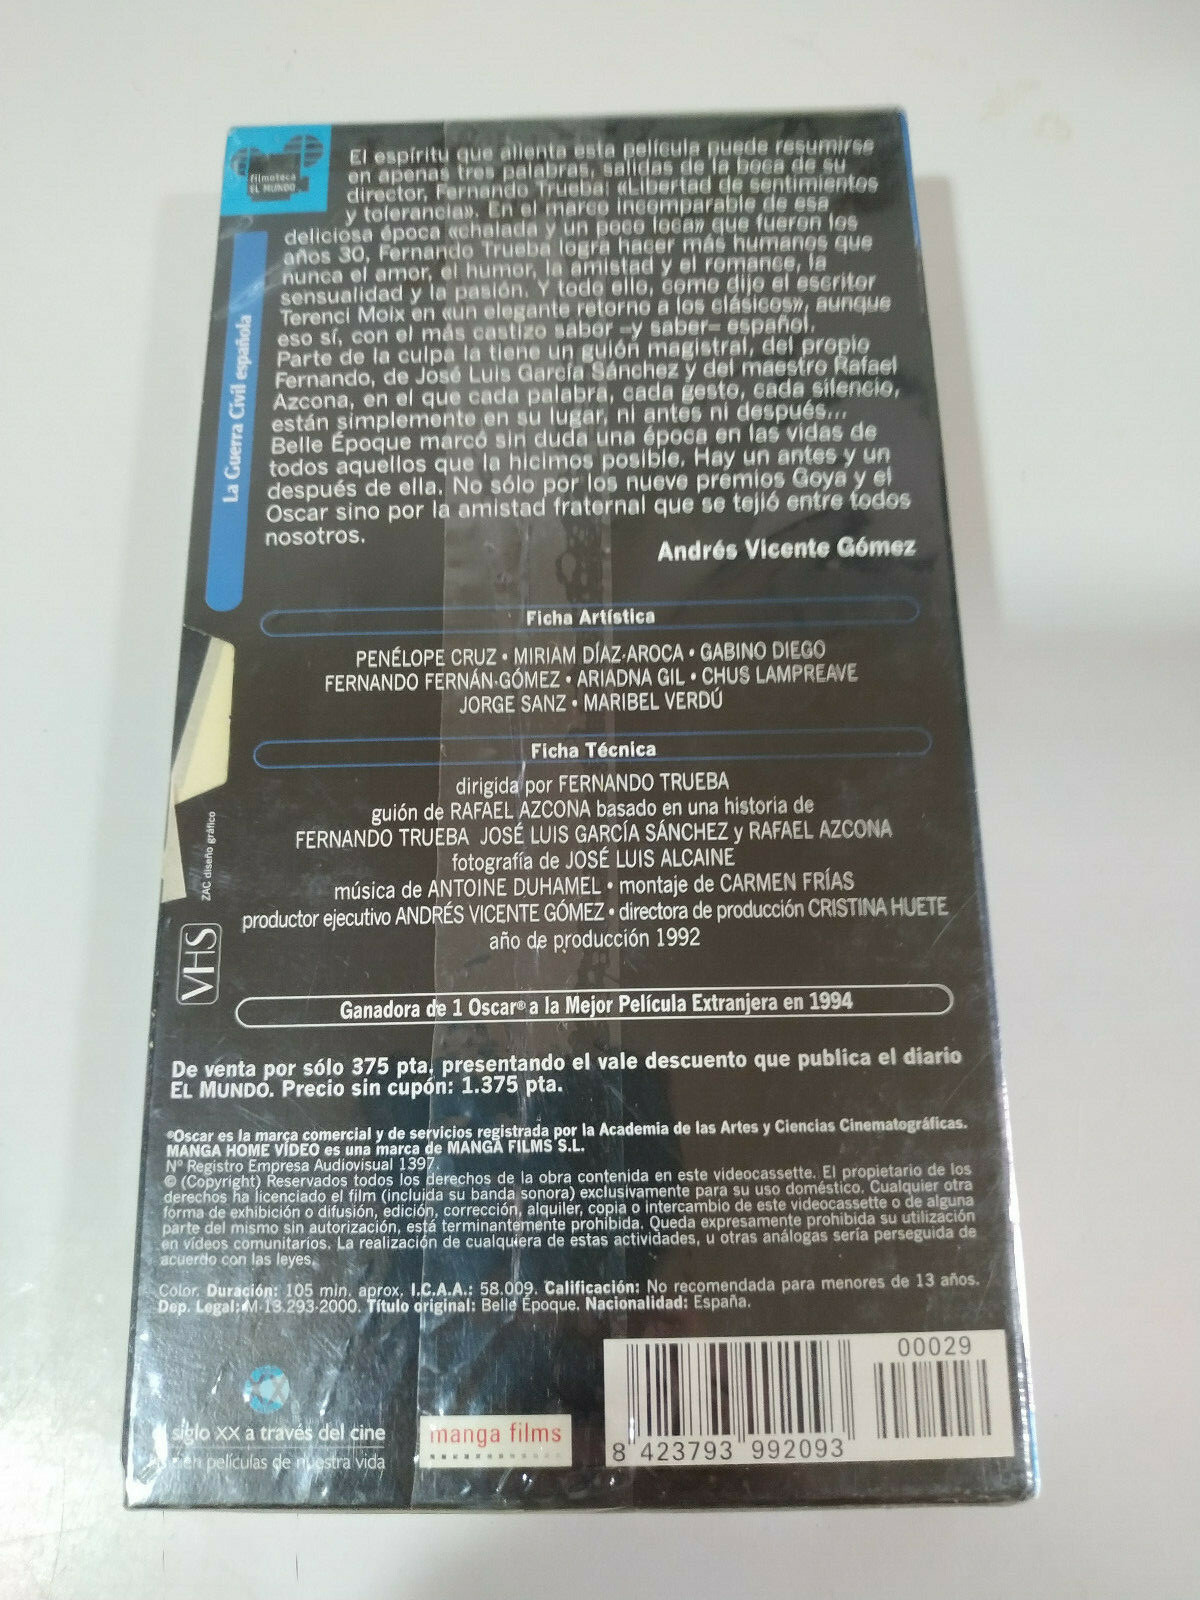 filmoteca
EL MUNDO
El espíritu que alienta esta película puede resumirse
en apenas tres palabras, salidas de la boca de su
director, Fernando Trueba: «Libertad de sentimientos
y tolerancia». En el marco incomparable de esa
deliciosa época «chalada y un poco loca» que fueron los
años 30, Fernando Trueba logra hacer más humanos que
nunca el amor, el humor, la amistad y el romance, la
sensualidad y la pasión. Y todo ello, como dijo el escritor
Terenci Moix en «un elegante retorno a los clásicos», aunque
eso sí, con el más castizo sabor –y saber– español.
Parte de la culpa la tiene un guión magistral, del propio
Fernando, de José Luis García Sánchez y del maestro Rafael
Azcona, en el que cada palabra, cada gesto, cada silencio,
están simplemente en su lugar, ni antes ni después...
Belle Époque marcó sin duda una época en las vidas de
todos aquellos que la hicimos posible. Hay un antes y un
después de ella. No sólo por los nueve premios Goya y el
Oscar sino por la amistad fraternal que se tejió entre todos
nosotros.
Andrés Vicente Gómez
La Guerra Civil española
Ficha Artística
PENÉLOPE CRUZ • MIRIAM DÍAZ-AROCA • GABINO DIEGO
FERNANDO FERNÁN-GÓMEZ • ARIADNA GIL • CHUS LAMPREAVE
JORGE SANZ • MARIBEL VERDÚ
Ficha Técnica
dirigida por FERNANDO TRUEBA
guión de RAFAEL AZCONA basado en una historia de
FERNANDO TRUEBA JOSÉ LUIS GARCÍA SÁNCHEZ y RAFAEL AZCONA
fotografía de JOSÉ LUIS ALCAINE
música de ANTOINE DUHAMEL • montaje de CARMEN FRÍAS
productor ejecutivo ANDRÉS VICENTE GÓMEZ • directora de producción CRISTINA HUETE
año de producción 1992
ZAC diseño gráfico
VHS
Ganadora de 1 Oscar® a la Mejor Película Extranjera en 1994
De venta por sólo 375 pta. presentando el vale descuento que publica el diario
EL MUNDO. Precio sin cupón: 1.375 pta.
®Oscar es la marca comercial y de servicios registrada por la Academia de las Artes y Ciencias Cinematográficas.
MANGA HOME VÍDEO es una marca de MANGA FILMS S.L.
Nº Registro Empresa Audiovisual 1397
© (Copyright) Reservados todos los derechos de la obra contenida en este videocassette. El propietario de los
derechos ha licenciado el film (incluida su banda sonora) exclusivamente para su uso doméstico. Cualquier otra
forma de exhibición o difusión, edición, corrección, alquiler, copia o intercambio de este videocassette o de alguna
parte del mismo sin autorización, está terminantemente prohibida. Queda expresamente prohibida su utilización
en vídeos comunitarios. La realización de cualquiera de estas actividades, u otras análogas sería perseguida de
acuerdo con las leyes.
Color. Duración: 105 min. aprox. I.C.A.A.: 58.009. Calificación: No recomendada para menores de 13 años.
Dep. Legal: M-13.293-2000. Título original: Belle Époque. Nacionalidad: España.
el siglo XX a través del cine
cien películas de nuestra vida
manga films
00029
8 423793 992093